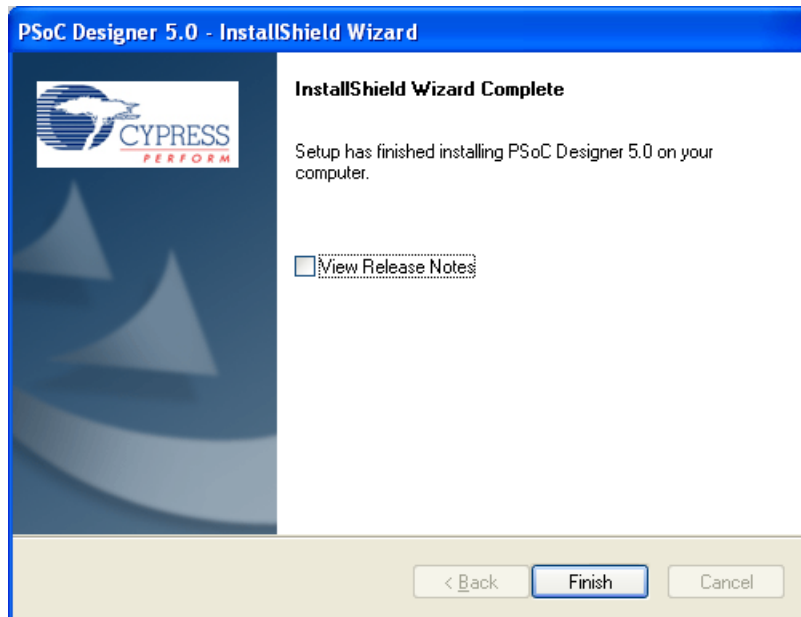 PSoC Designer 5.0 - InstallShield Wizard
CYPRESS
PERFORM
InstallShield Wizard Complete
Setup has finished installing PSoC Designer 5.0 on your
computer.
View Release Notes
< Back
Finish
Cancel